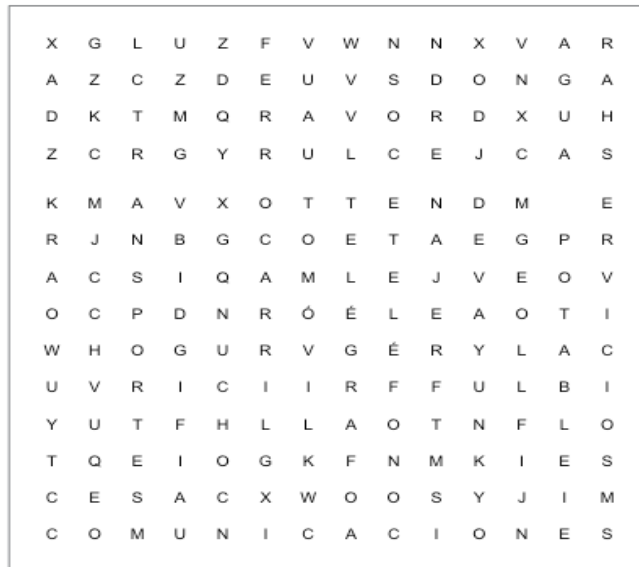 X G L U Z F V W N N X V A R
A Z C Z D E U V S D O N G A
D K T M Q R A V O R D X U H
Z C R G Y R U L C E J C A S
K M A V X O T T E N D M E
R J N B G C O E T A E G P R
A C S I Q A M L E J V E O V
O C P D N R Ó É L E A O T I
W H O G U R V G É R Y L A C
U V R I C I I R F F U L B I
Y U T F H L L A O T N F L O
T Q E I O G K F N M K I E S
C E S A C X W O O S Y J I M
C O M U N I C A C I O N E S